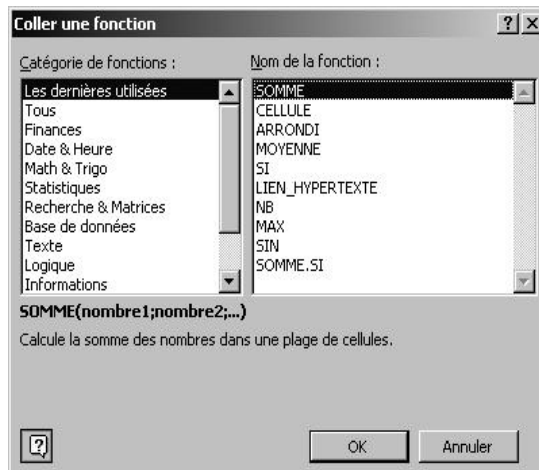 Coller une fonction
Catégorie de fonctions :
Les dernières utilisées
Tous
Finances
Date & Heure
Math & Trigo
Statistiques
Recherche & Matrices
Base de données
Texte
Logique
Informations
Nom de la fonction :
SOMME
CELLULE
ARRONDI
MOYENNE
SI
LIEN_HYPERTEXTE
NB
MAX
SIN
SOMME.SI
SOMME(nombre1;nombre2;...)
Calcule la somme des nombres dans une plage de cellules.
OK
Annuler